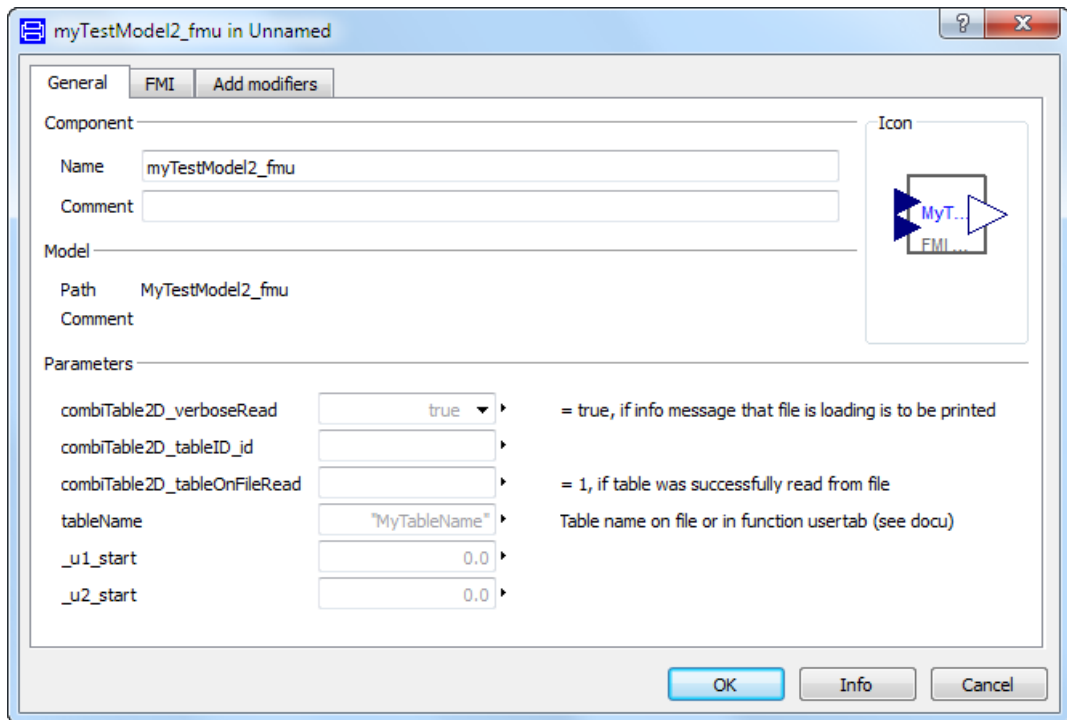 myTestModel2_fmu in Unnamed
?
General FMI Add modifiers
Component
Icon
Name myTestModel2_fmu
Comment
MyT...
FMI ...
Model
Path MyTestModel2_fmu
Comment
Parameters
combiTable2D_verboseRead true = true, if info message that file is loading is to be printed
combiTable2D_tableID_id
combiTable2D_tableOnFileRead = 1, if table was successfully read from file
tableName "MyTableName" Table name on file or in function usertab (see docu)
_u1_start 0.0
_u2_start 0.0
OK Info Cancel